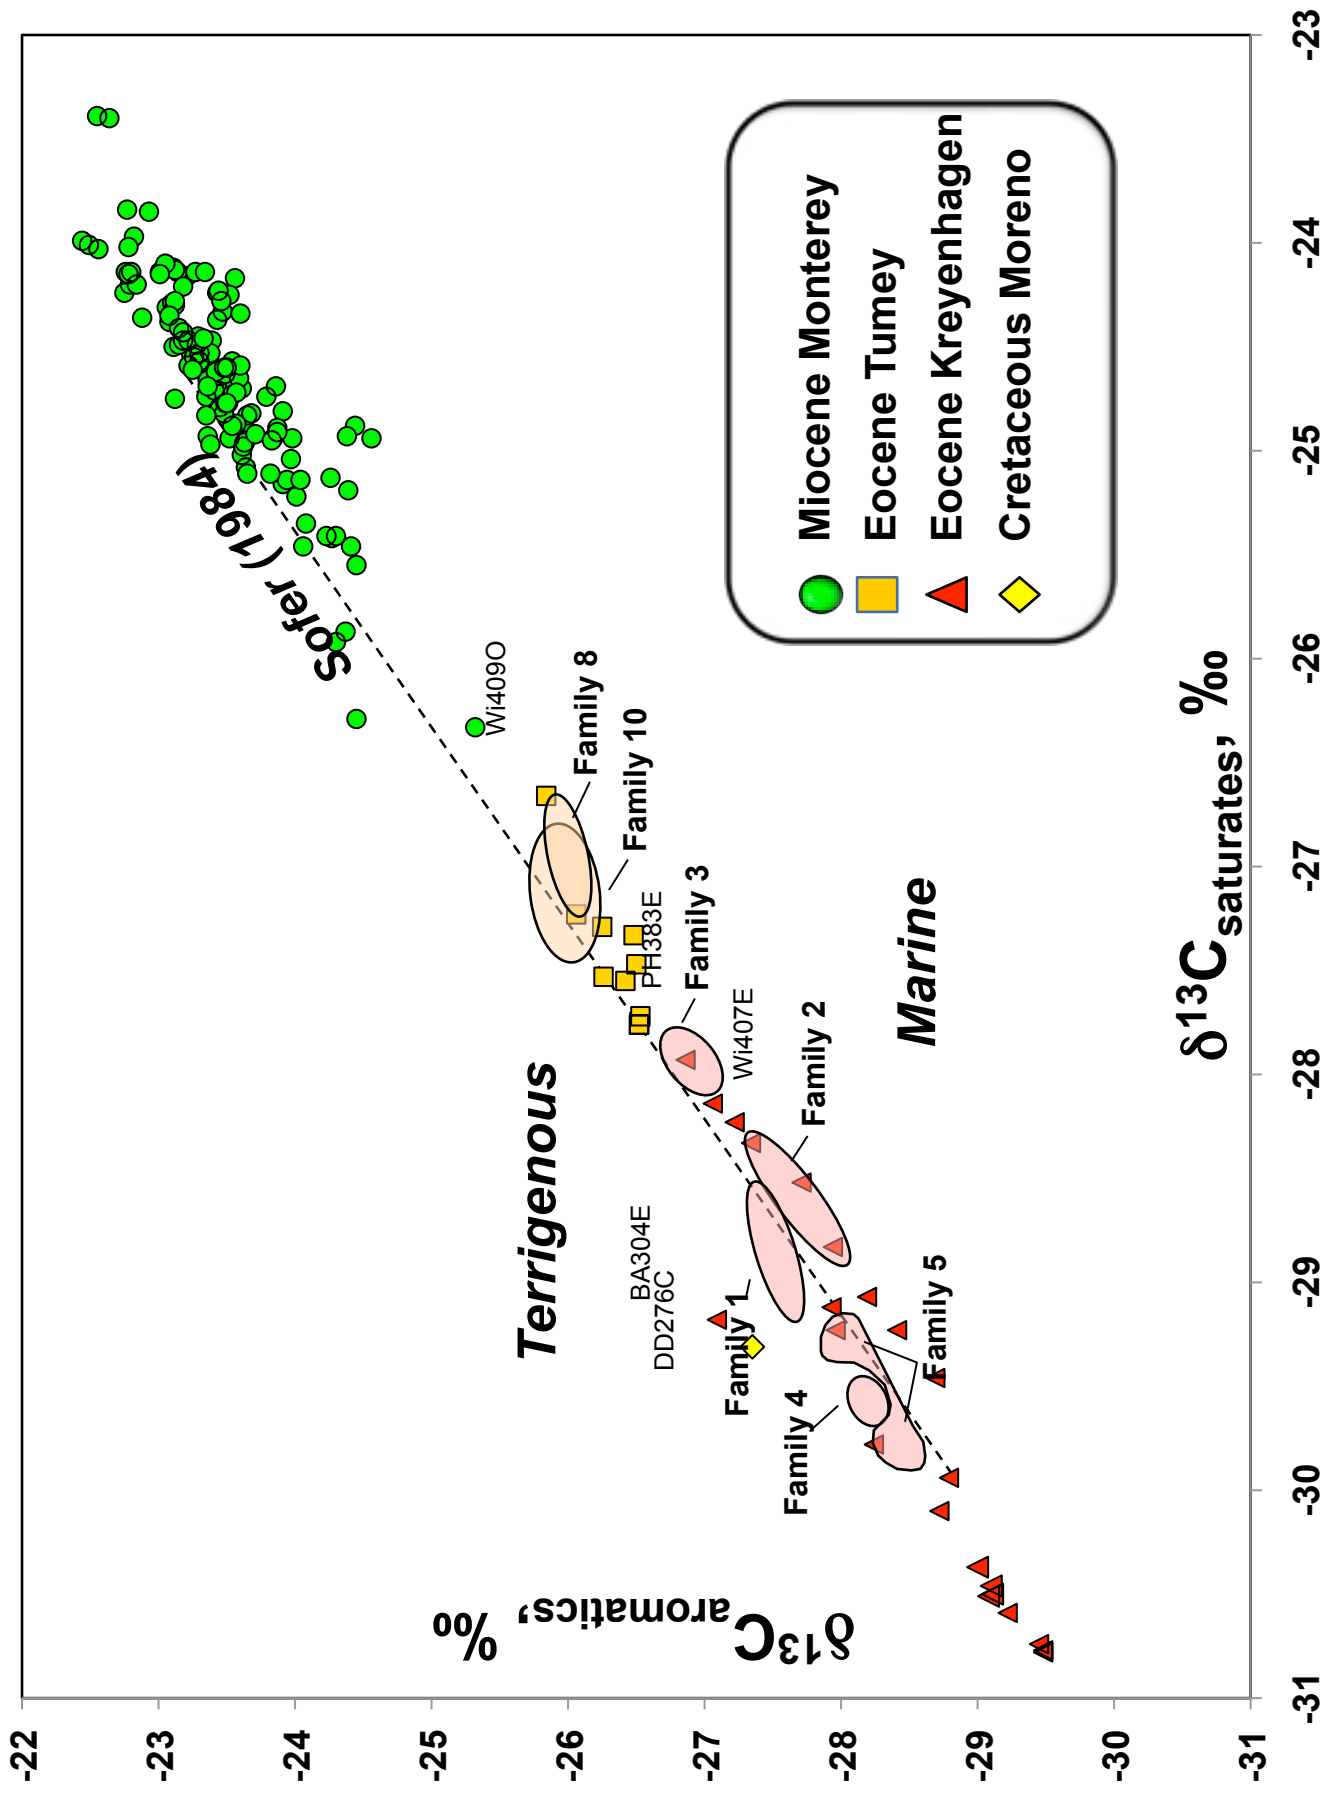 Sofer (1984)
Wi409O
Family 8
Family 10
PH383E
Family 3
Wi407E
Family 2
Terrigenous
Marine
BA304E
DD276C
Family 1
Family 4
Family 5
Miocene Monterey
Eocene Tumey
Eocene Kreyenhagen
Cretaceous Moreno
δ13Caromatics, ‰
-22
-23
-24
-25
-26
-27
-28
-29
-30
-31
-31
-30
-29
-28
-27
-26
-25
-24
-23
δ13Csaturates, ‰